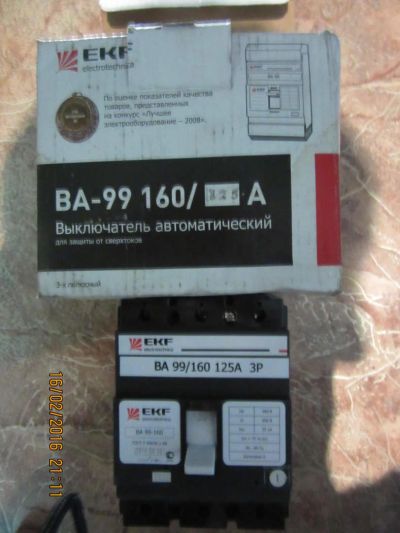 EKF
electrotechnica
По оценке показателей качества
товаров, представленных
на конкурс «Лучшее
электрооборудование – 2008».
ВА-99 160/ 125 А
Выключатель автоматический
для защиты от сверхтоков
3-х полюсный
EKF
electrotechnica
ВА 99/160 125А 3Р
EKF
ВА 99-160
16/02/2016 21:11